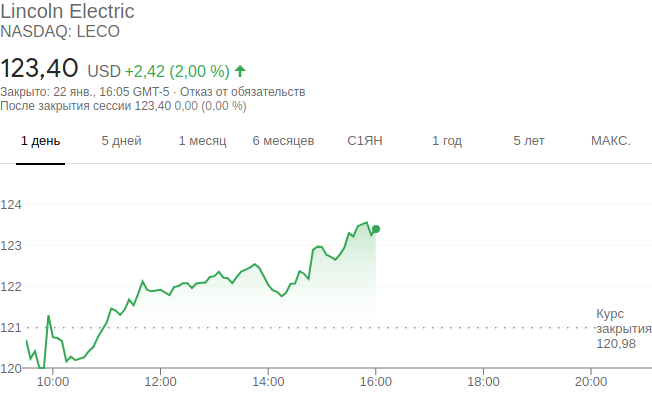 Lincoln Electric
NASDAQ: LECO
123,40 USD +2,42 (2,00 %)
Закрыто: 22 янв., 16:05 GMT-5 · Отказ от обязательств
После закрытия сессии 123,40 0,00 (0,00 %)
1 день 5 дней 1 месяц 6 месяцев С1ЯН 1 год 5 лет МАКС.
124
123
122
121
120
Курс
закрытия
120,98
10:00 12:00 14:00 16:00 18:00 20:00